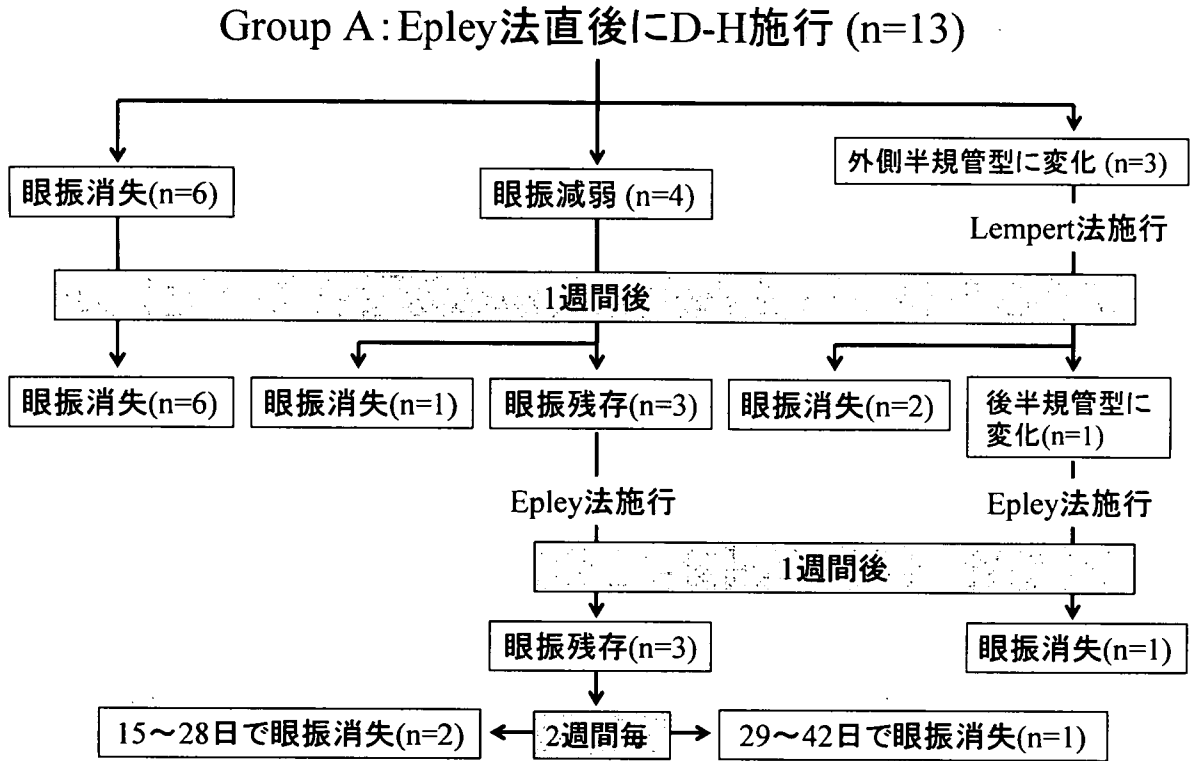 Group A:Epley法直後にD-H施行 (n=13)
眼振消失(n=6)
眼振減弱 (n=4)
外側半規管型に変化 (n=3)
Lempert法施行
1週間後
眼振消失(n=6)
眼振消失(n=1)
眼振残存(n=3)
眼振消失(n=2)
後半規管型に
変化(n=1)
Epley法施行
Epley法施行
1週間後
眼振残存(n=3)
眼振消失(n=1)
15～28日で眼振消失(n=2)
2週間毎
29～42日で眼振消失(n=1)